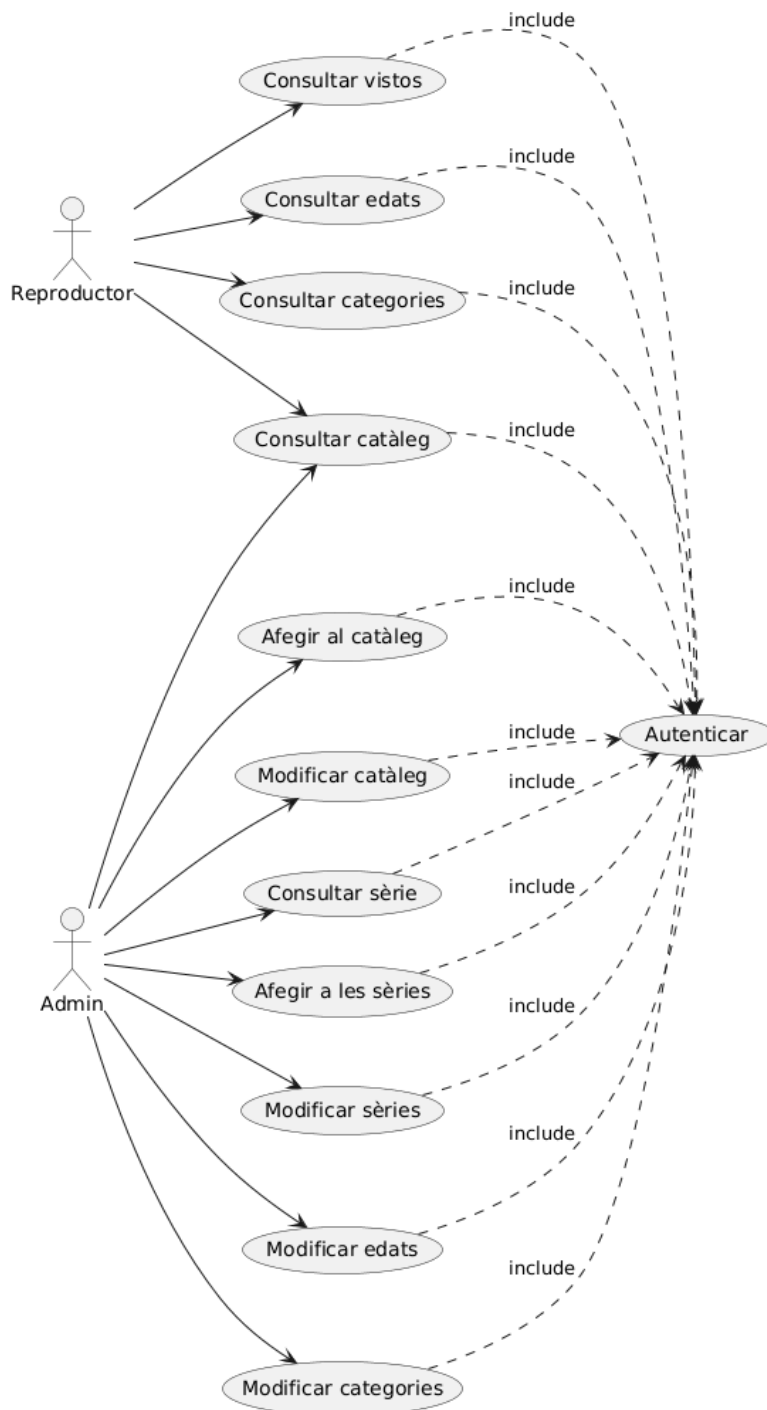 include
Consultar vistos
include
Consultar edats
Reproductor
include
Consultar categories
include
Consultar catàleg
include
Afegir al catàleg
include
Autenticar
Modificar catàleg
include
Consultar sèrie
include
Afegir a les sèries
Admin
include
Modificar sèries
include
Modificar edats
include
Modificar categories